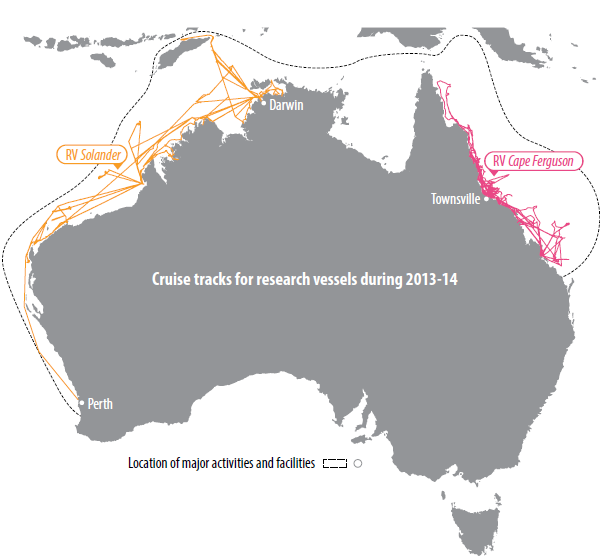 Darwin
RV Solander
RV Cape Ferguson
Townsville
Cruise tracks for research vessels during 2013-14
Perth
Location of major activities and facilities